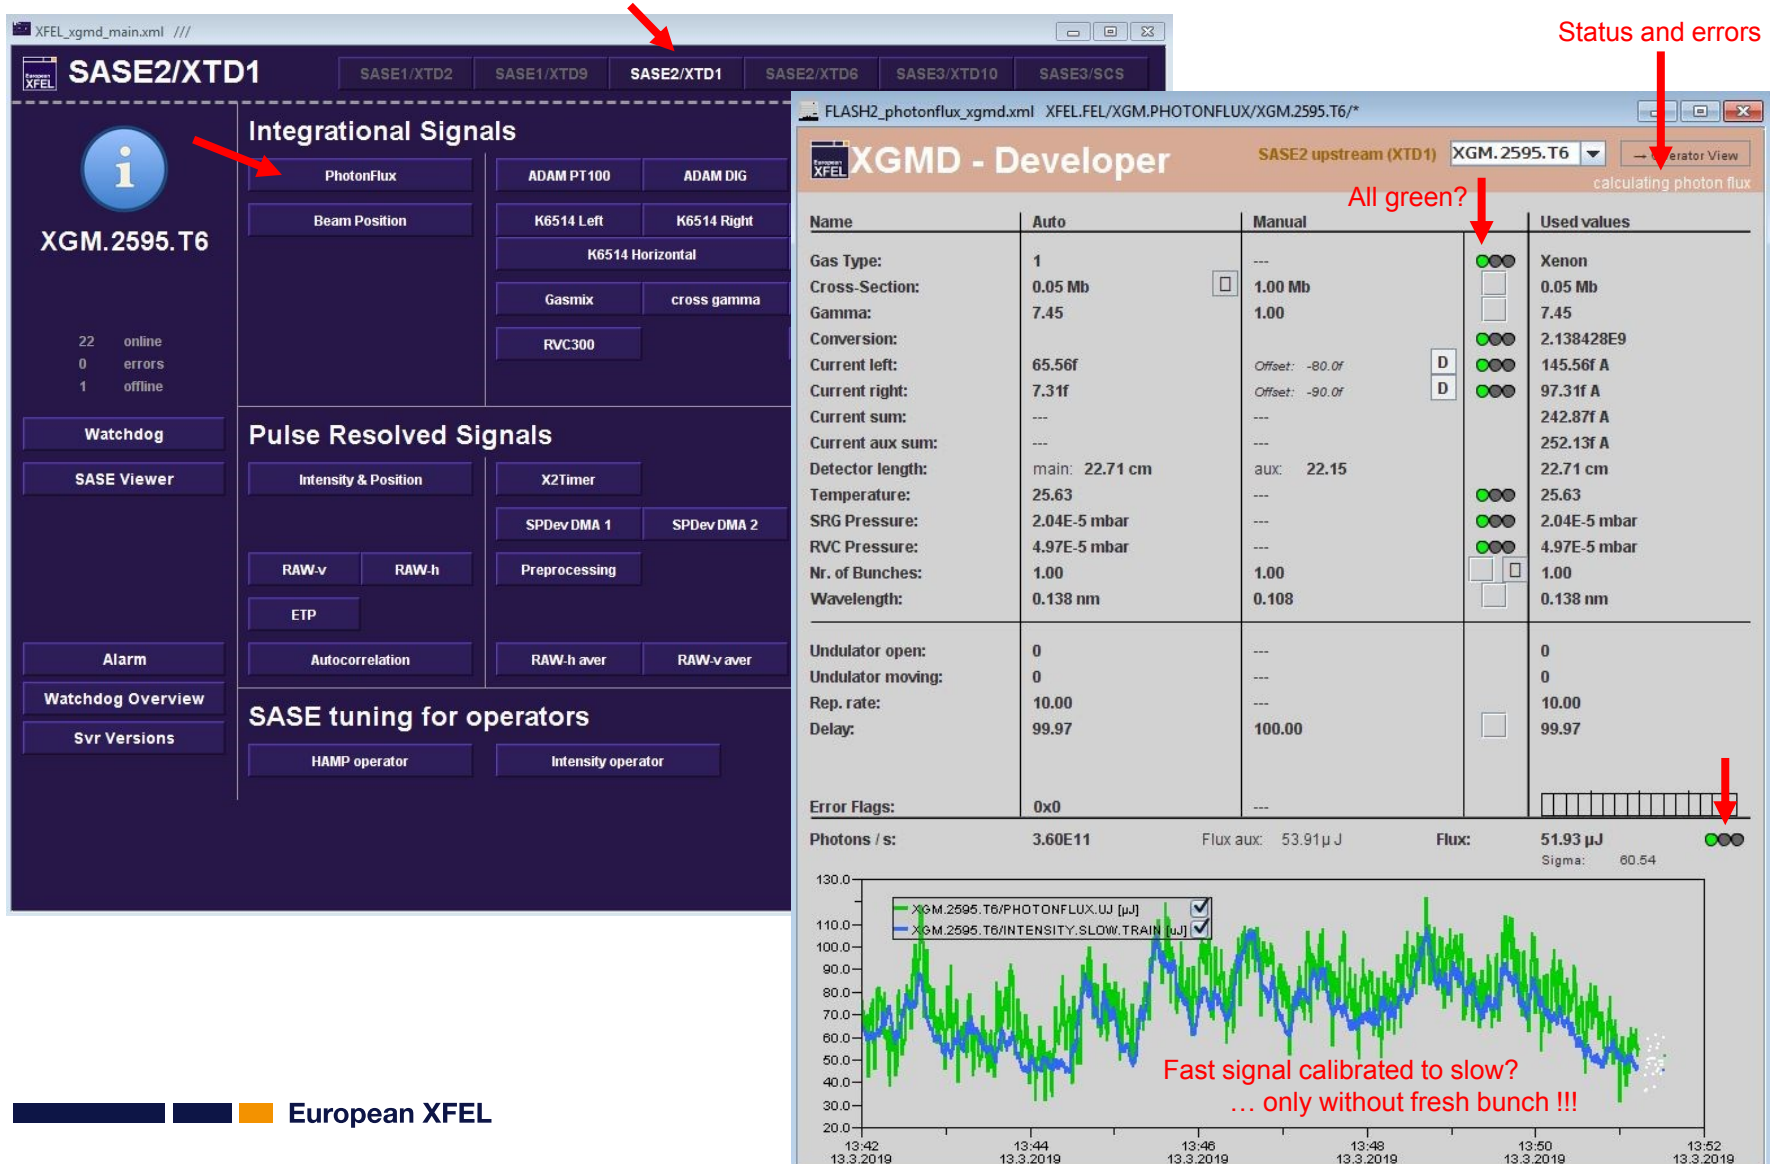 Status and errors
XFEL_xgmd_main.xml ///
European XFEL
SASE2/XTD1
SASE1/XTD2 SASE1/XTD9 SASE2/XTD1 SASE2/XTD6 SASE3/XTD10 SASE3/SCS
XGM.2595.T6
22 online
0 errors
1 offline
Watchdog
SASE Viewer
Alarm
Watchdog Overview
Svr Versions
Integrational Signals
PhotonFlux ADAM PT100 ADAM DIG
Beam Position K6514 Left K6514 Right
K6514 Horizontal
Gasmix cross gamma
RVC300
Pulse Resolved Signals
Intensity & Position X2Timer
SPDev DMA 1 SPDev DMA 2
RAW-v RAW-h Preprocessing
ETP
Autocorrelation RAW-h aver RAW-v aver
SASE tuning for operators
HAMP operator Intensity operator
FLASH2_photonflux_xgmd.xml XFEL.FEL/XGM.PHOTONFLUX/XGM.2595.T6/*
European XFEL
XGMD - Developer
SASE2 upstream (XTD1) XGM.2595.T6
calculating photon flux
All green?
Name Auto Manual Used values
Gas Type: 1 --- Xenon
Cross-Section: 0.05 Mb 1.00 Mb 0.05 Mb
Gamma: 7.45 1.00 7.45
Conversion: 2.138428E9
Current left: 65.56f Offset: -80.0f D 145.56f A
Current right: 7.31f Offset: -90.0f D 97.31f A
Current sum: --- --- 242.87f A
Current aux sum: --- --- 252.13f A
Detector length: main: 22.71 cm aux: 22.15 22.71 cm
Temperature: 25.63 --- 25.63
SRG Pressure: 2.04E-5 mbar --- 2.04E-5 mbar
RVC Pressure: 4.97E-5 mbar --- 4.97E-5 mbar
Nr. of Bunches: 1.00 1.00 1.00
Wavelength: 0.138 nm 0.108 0.138 nm
Undulator open: 0 --- 0
Undulator moving: 0 --- 0
Rep. rate: 10.00 --- 10.00
Delay: 99.97 100.00 99.97
Error Flags: 0x0 ---
Photons / s: 3.60E11 Flux aux: 53.91µ J Flux: 51.93 µJ
Sigma: 60.54
XGM.2595.T6/PHOTONFLUX.UJ [µJ]
XGM.2595.T6/INTENSITY.SLOW.TRAIN [uJ]
130.0
110.0
100.0
90.0
80.0
70.0
60.0
50.0
40.0
30.0
20.0
Fast signal calibrated to slow?
… only without fresh bunch !!!
13:42 13:44 13:46 13:48 13:50 13:52
13.3.2019 13.3.2019 13.3.2019 13.3.2019 13.3.2019 13.3.2019
European XFEL